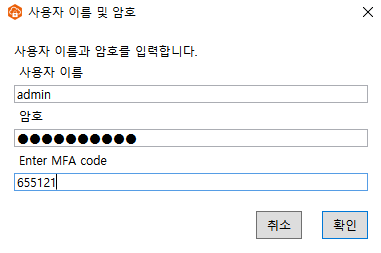 사용자 이름 및 암호
사용자 이름과 암호를 입력합니다.
사용자 이름
admin
암호
●●●●●●●●●●
Enter MFA code
655121
취소
확인